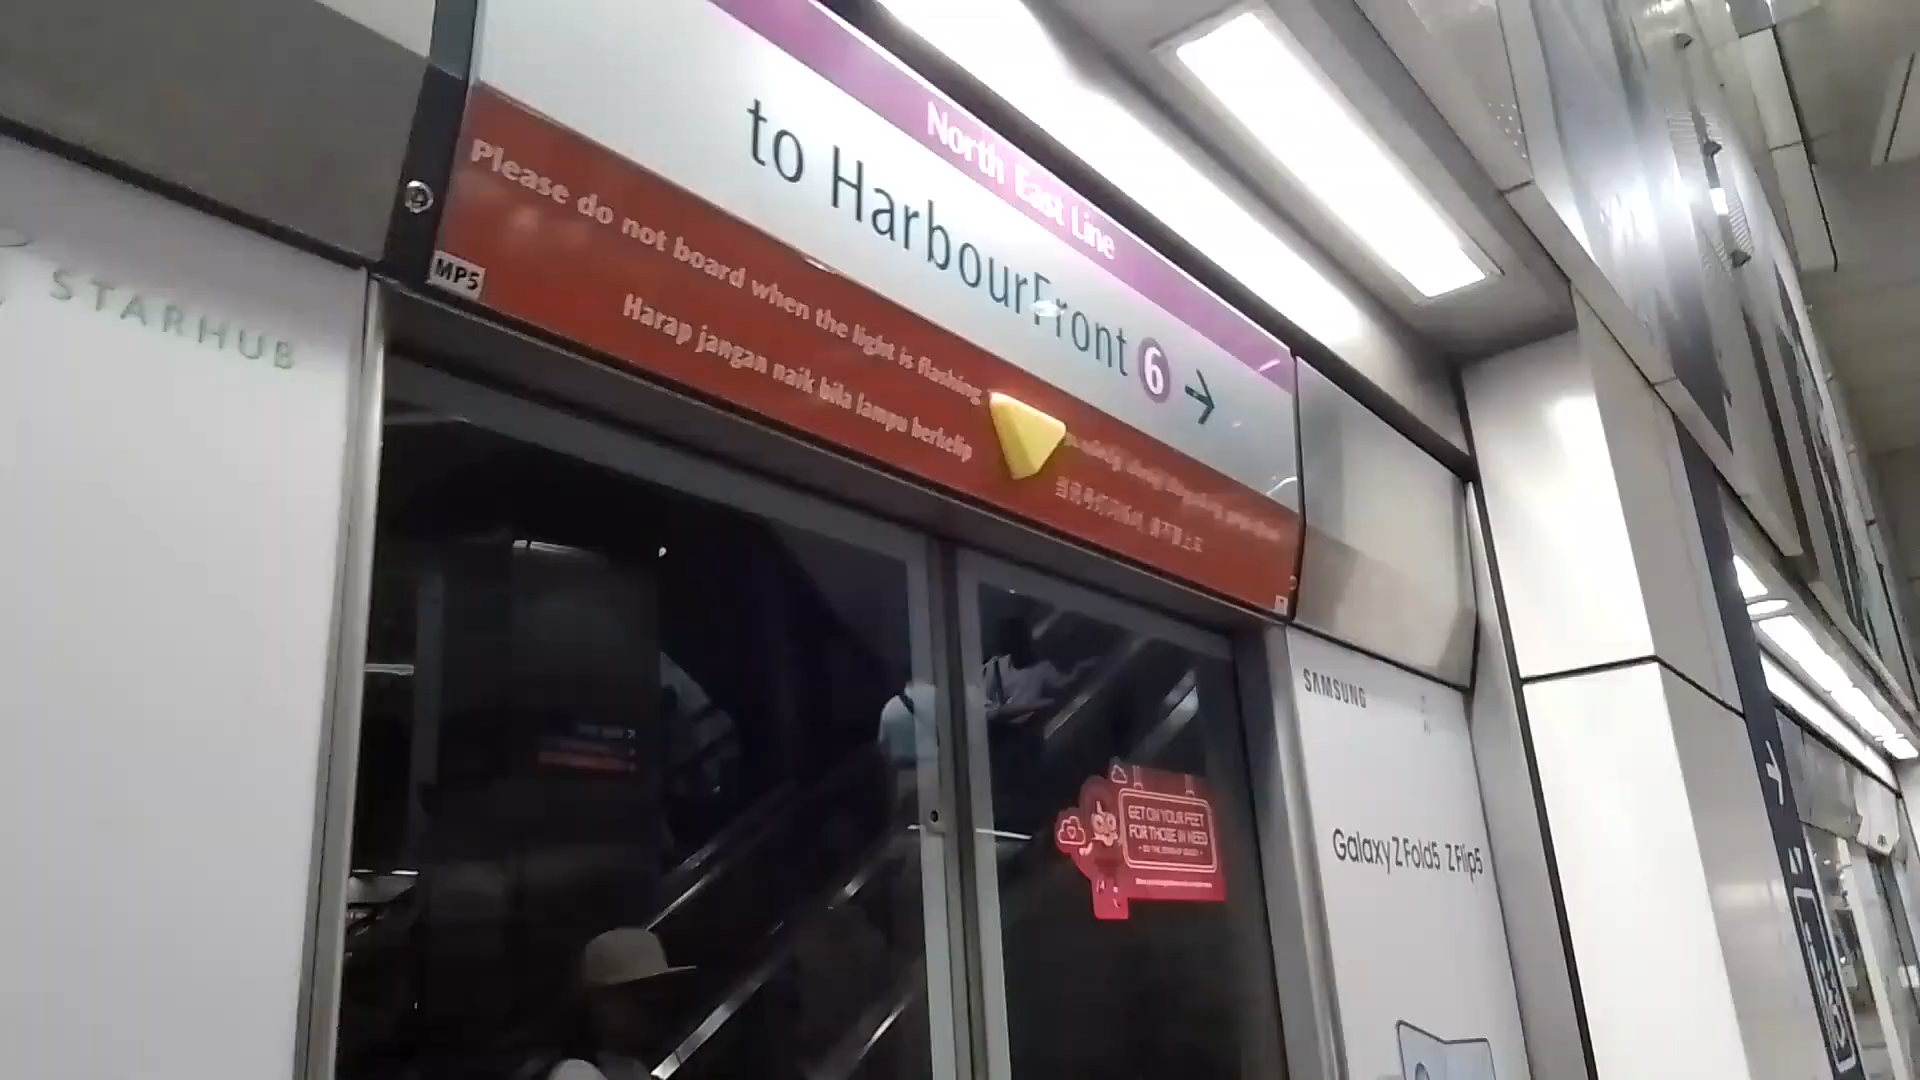 North East Line
to HarbourFront 6 →
Please do not board when the light is flashing
Harap jangan naik bila lampu berkelip
MP5
STARHUB
SAMSUNG
Galaxy Z Fold5 Z Flip5
GET ON YOUR FEET
FOR THOSE IN NEED